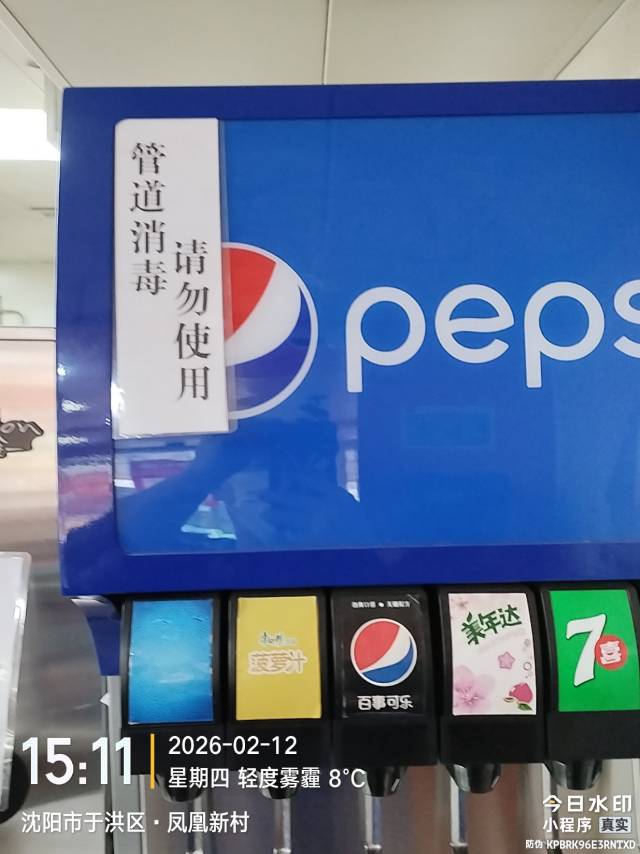 管道消毒
请勿使用
peps
on
菠萝汁
百事可乐
美年达
7喜
15:11
2026-02-12
星期四 轻度雾霾 8°C
沈阳市于洪区·凤凰新村
今日水印
小程序 真实
防伪 KPBRK96E3RNTXD